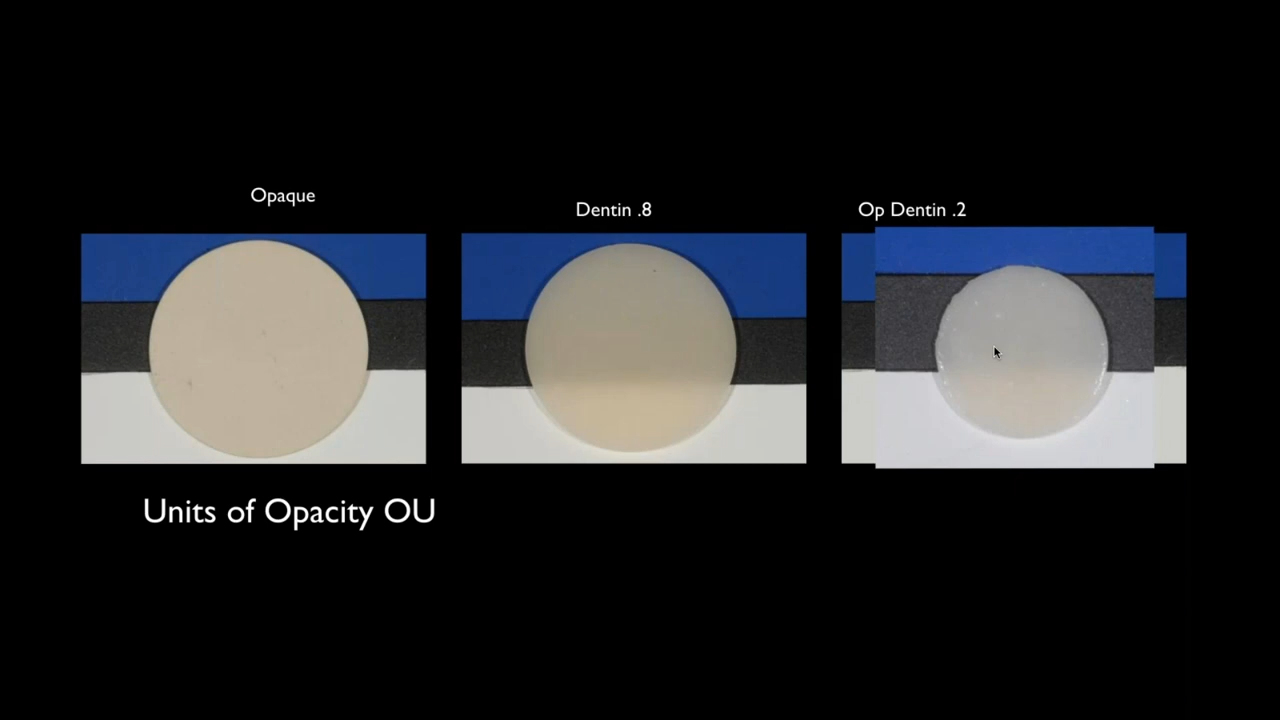 Opaque
Dentin .8
Op Dentin .2
Units of Opacity OU